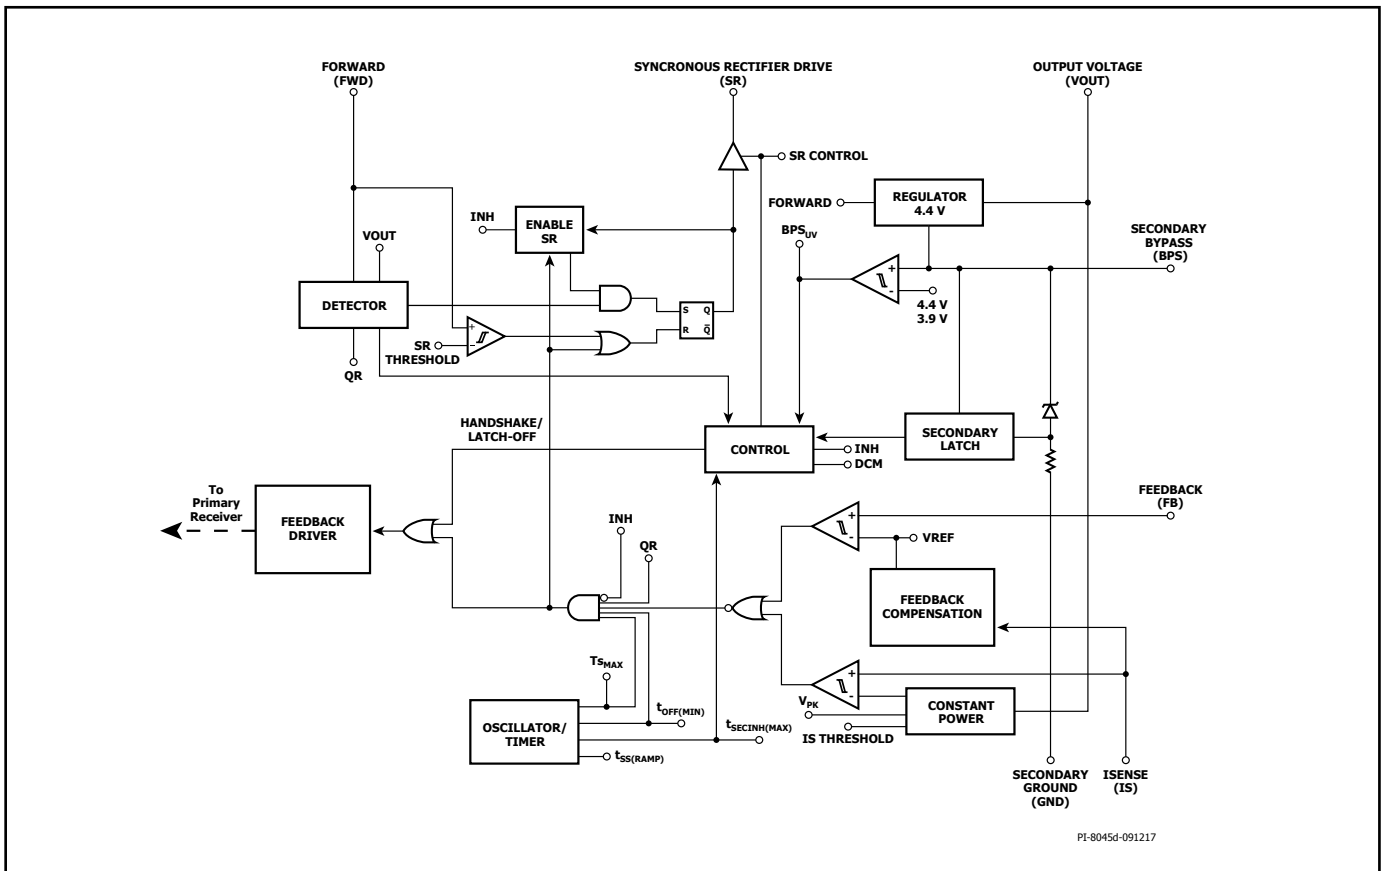 FORWARD
(FWD)
SYNCRONOUS RECTIFIER DRIVE
(SR)
OUTPUT VOLTAGE
(VOUT)
SR CONTROL
FORWARD
REGULATOR
4.4 V
INH
ENABLE
SR
VOUT
BPSUV
SECONDARY
BYPASS
(BPS)
+
-
4.4 V
3.9 V
DETECTOR
S Q
R Q̅
+
-
SR
THRESHOLD
QR
HANDSHAKE/
LATCH-OFF
CONTROL
INH
DCM
SECONDARY
LATCH
To
Primary
Receiver
FEEDBACK
DRIVER
INH
QR
FEEDBACK
(FB)
+
-
VREF
FEEDBACK
COMPENSATION
TsMAX
+
-
VPK
CONSTANT
POWER
IS THRESHOLD
OSCILLATOR/
TIMER
tOFF(MIN)
tSECINH(MAX)
tSS(RAMP)
SECONDARY
GROUND
(GND)
ISENSE
(IS)
PI-8045d-091217